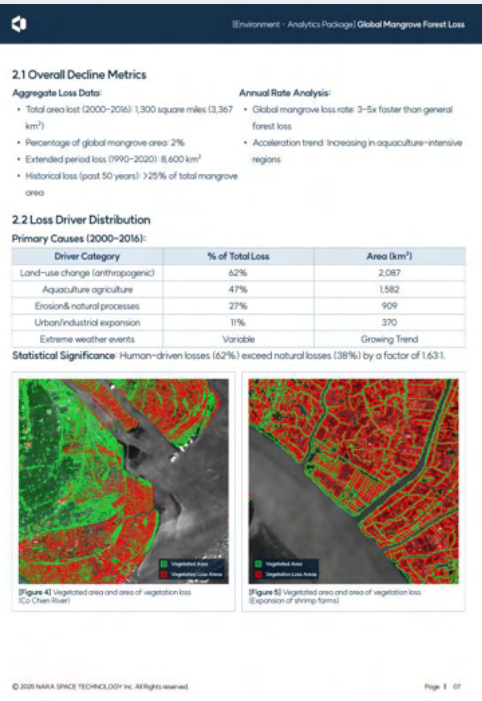 [Environment - Analytics Package] Global Mangrove Forest Loss
2.1 Overall Decline Metrics
Aggregate Loss Data:
• Total area lost (2000-2016): 1,300 square miles (3,367
km²)
• Percentage of global mangrove area: 2%
• Extended period loss (1990-2020): 8,600 km²
• Historical loss (past 50 years): >25% of total mangrove
area
Annual Rate Analysis:
• Global mangrove loss rate: 3-5x faster than general
forest loss
• Acceleration trend: Increasing in aquaculture-intensive
regions
2.2 Loss Driver Distribution
Primary Causes (2000-2016):
Driver Category % of Total Loss Area (km²)
Land-use change (anthropogenic) 62% 2,087
Aquaculture agriculture 47% 1,582
Erosion& natural processes 27% 909
Urban/industrial expansion 11% 370
Extreme weather events Variable Growing Trend
Statistical Significance: Human-driven losses (62%) exceed natural losses (38%) by a factor of 1.63:1.
Vegetated Area
Vegetation Loss Areas
[Figure 4] Vegetated area and area of vegetation loss
(Co Chien River)
Vegetated Area
Vegetation Loss Areas
[Figure 5] Vegetated area and area of vegetation loss
(Expansion of shrimp farms)
© 2025 NARA SPACE TECHNOLOGY Inc. All Rights reserved.
Page | 07